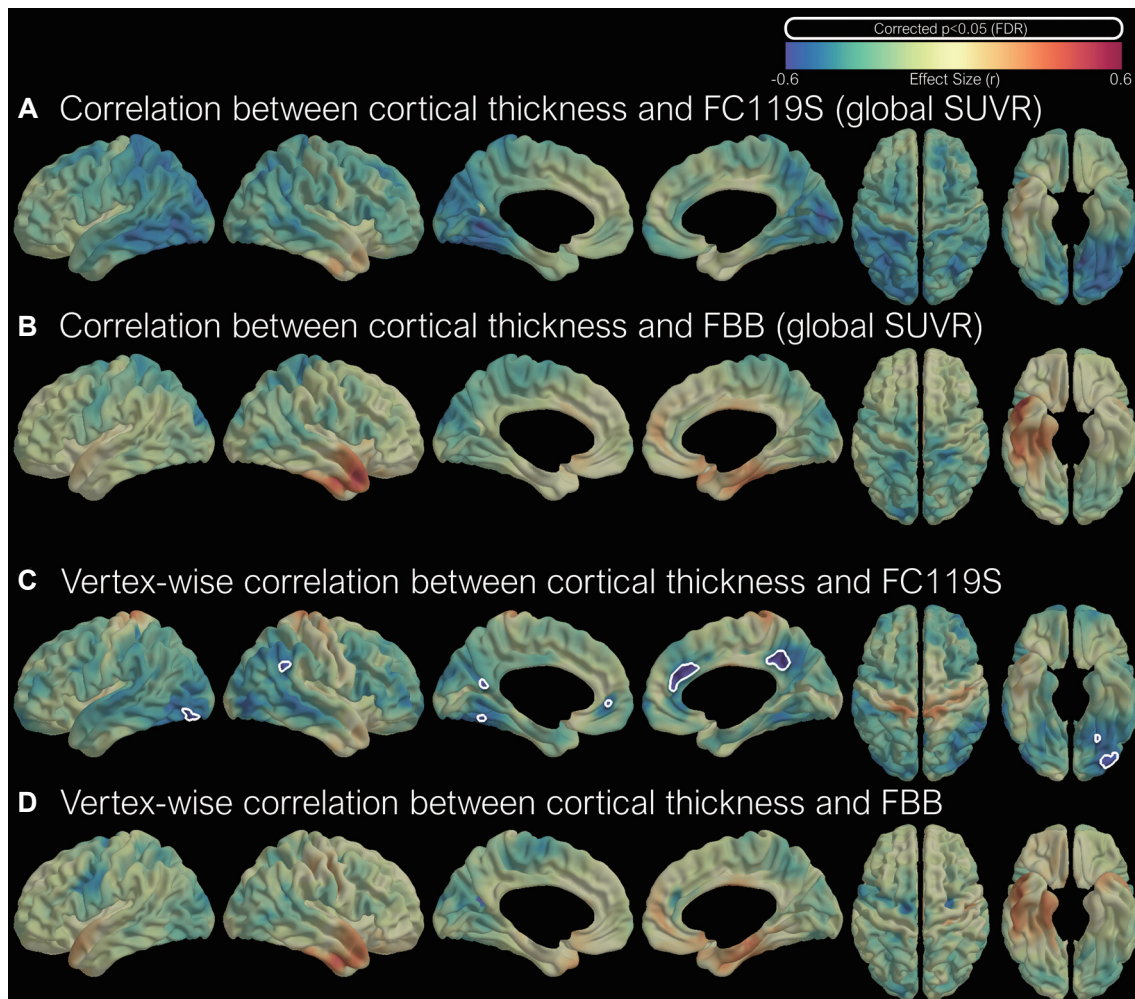 Corrected p<0.05 (FDR)
-0.6 Effect Size (r) 0.6
A Correlation between cortical thickness and FC119S (global SUVR)
B Correlation between cortical thickness and FBB (global SUVR)
C Vertex-wise correlation between cortical thickness and FC119S
D Vertex-wise correlation between cortical thickness and FBB